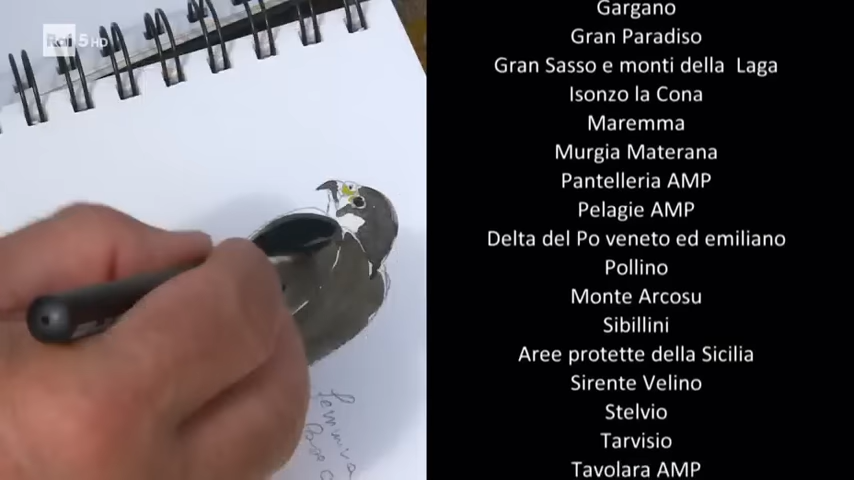 Rai 5 HD
Gargano
Gran Paradiso
Gran Sasso e monti della Laga
Isonzo la Cona
Maremma
Murgia Materana
Pantelleria AMP
Pelagie AMP
Delta del Po veneto ed emiliano
Pollino
Monte Arcosu
Sibillini
Aree protette della Sicilia
Sirente Velino
Stelvio
Tarvisio
Tavolara AMP
femmina